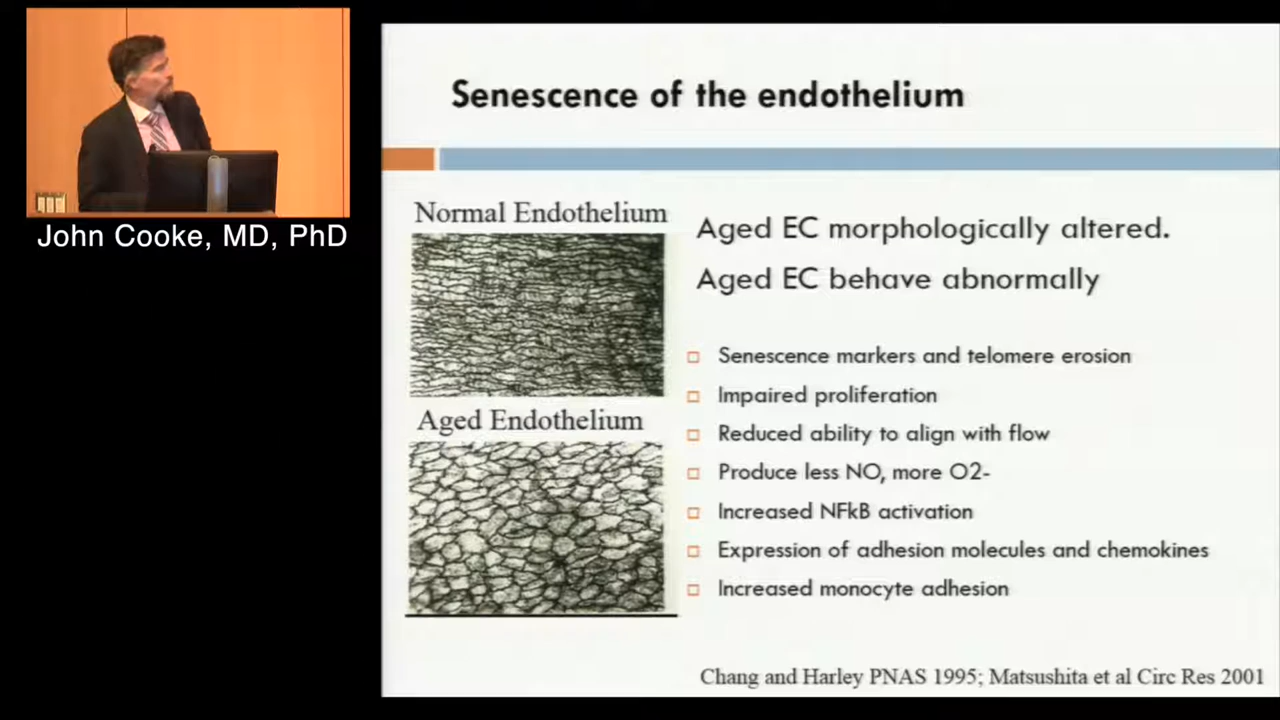 John Cooke, MD, PhD
Senescence of the endothelium
Normal Endothelium
Aged Endothelium
Aged EC morphologically altered.
Aged EC behave abnormally
Senescence markers and telomere erosion
Impaired proliferation
Reduced ability to align with flow
Produce less NO, more O2-
Increased NFkB activation
Expression of adhesion molecules and chemokines
Increased monocyte adhesion
Chang and Harley PNAS 1995; Matsushita et al Circ Res 2001